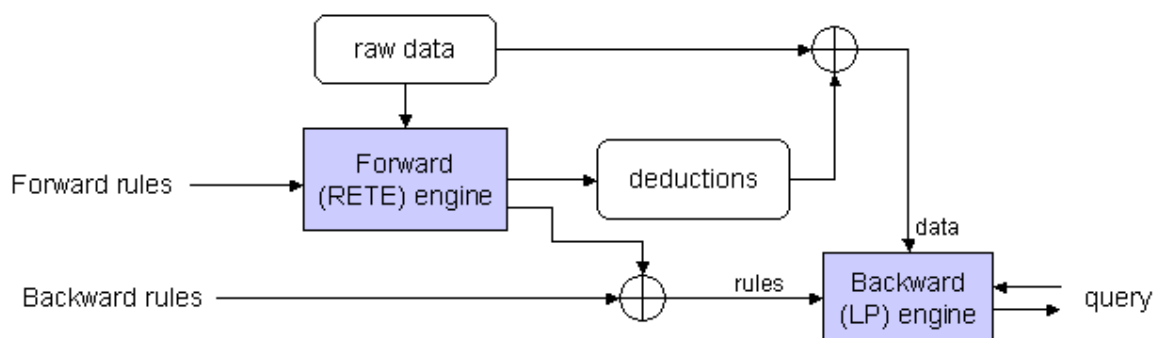 raw data
Forward
(RETE) engine
Forward rules
deductions
data
Backward rules
rules
Backward
(LP) engine
query